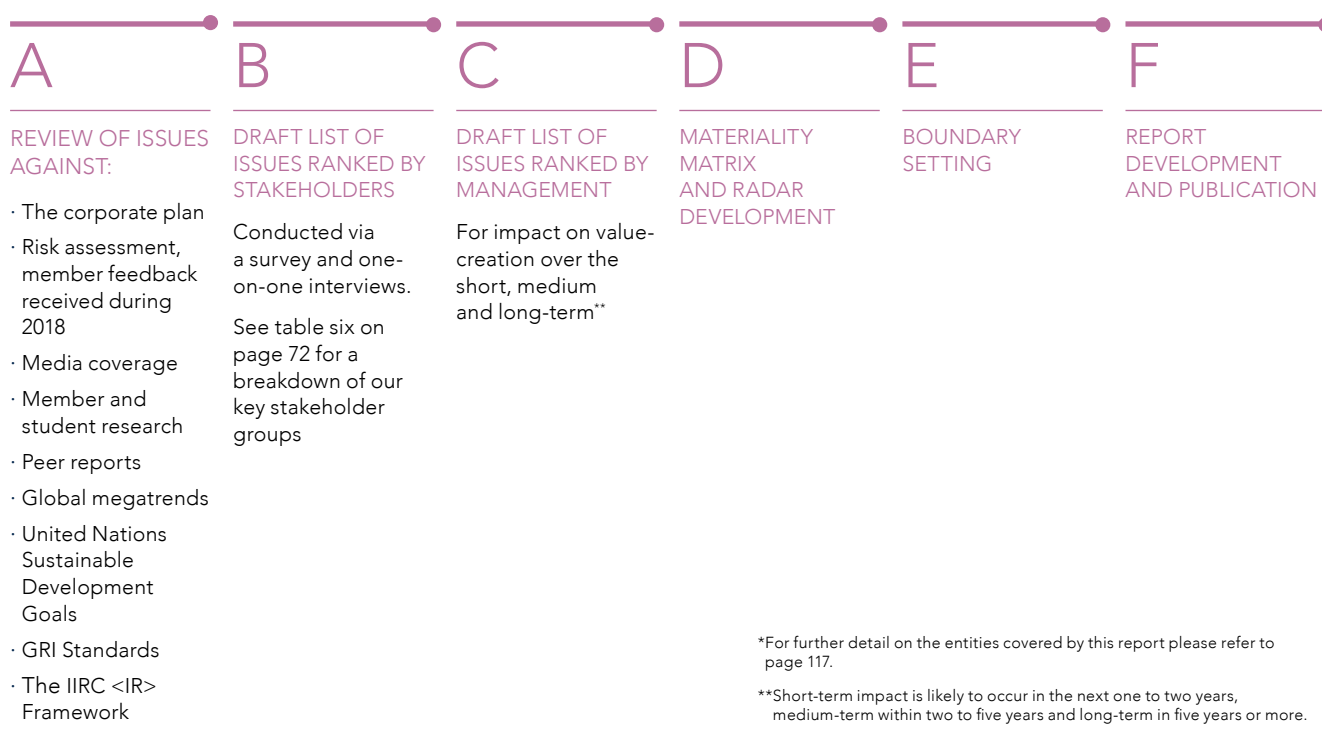 A
REVIEW OF ISSUES
AGAINST:
· The corporate plan
· Risk assessment,
member feedback
received during
2018
· Media coverage
· Member and
student research
· Peer reports
· Global megatrends
· United Nations
Sustainable
Development
Goals
· GRI Standards
· The IIRC <IR>
Framework
B
DRAFT LIST OF
ISSUES RANKED BY
STAKEHOLDERS
Conducted via
a survey and one-
on-one interviews.
See table six on
page 72 for a
breakdown of our
key stakeholder
groups
C
DRAFT LIST OF
ISSUES RANKED BY
MANAGEMENT
For impact on value-
creation over the
short, medium
and long-term**
D
MATERIALITY
MATRIX
AND RADAR
DEVELOPMENT
E
BOUNDARY
SETTING
F
REPORT
DEVELOPMENT
AND PUBLICATION
*For further detail on the entities covered by this report please refer to
page 117.
**Short-term impact is likely to occur in the next one to two years,
medium-term within two to five years and long-term in five years or more.